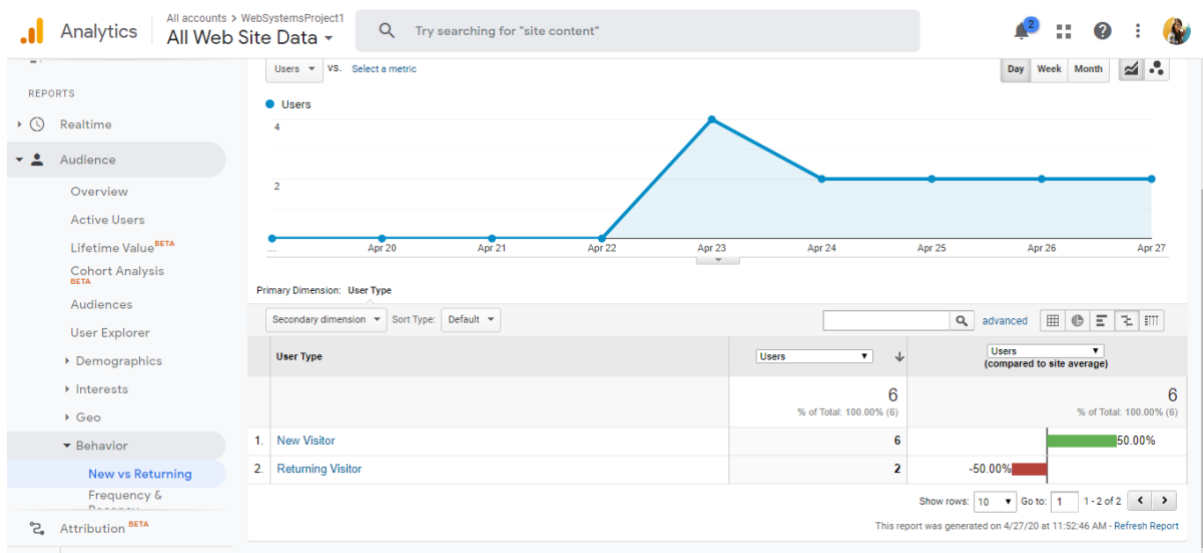 All accounts > WebSystemsProject1
Analytics
All Web Site Data
Try searching for "site content"
2
REPORTS
Realtime
Audience
Overview
Active Users
Lifetime Value BETA
Cohort Analysis
BETA
Audiences
User Explorer
Demographics
Interests
Geo
Behavior
New vs Returning
Frequency &
Attribution BETA
Users VS. Select a metric
Day Week Month
Users
4
2
... Apr 20 Apr 21 Apr 22 Apr 23 Apr 24 Apr 25 Apr 26 Apr 27
Primary Dimension: User Type
Secondary dimension Sort Type: Default advanced
User Type Users Users
(compared to site average)
6 6
% of Total: 100.00% (6) % of Total: 100.00% (6)
1. New Visitor 6 50.00%
2. Returning Visitor 2 -50.00%
Show rows: 10 Go to: 1 1 - 2 of 2
This report was generated on 4/27/20 at 11:52:46 AM - Refresh Report